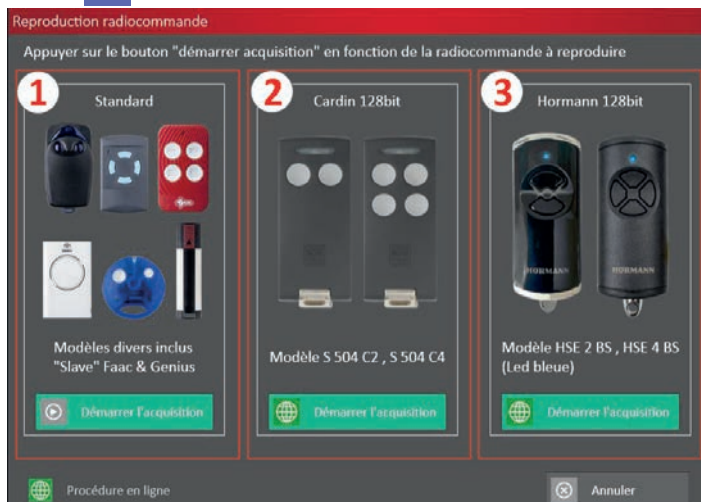 Reproduction radiocommande
Appuyer sur le bouton "démarrer acquisition" en fonction de la radiocommande à reproduire
1
Standard
Modèles divers inclus
"Slave" Faac & Genius
Démarrer l'acquisition
2
Cardin 128bit
Modèle S 504 C2 , S 504 C4
Démarrer l'acquisition
3
Hormann 128bit
HORMANN
HORMANN
Modèle HSE 2 BS , HSE 4 BS
(Led bleue)
Démarrer l'acquisition
Procédure en ligne
Annuler